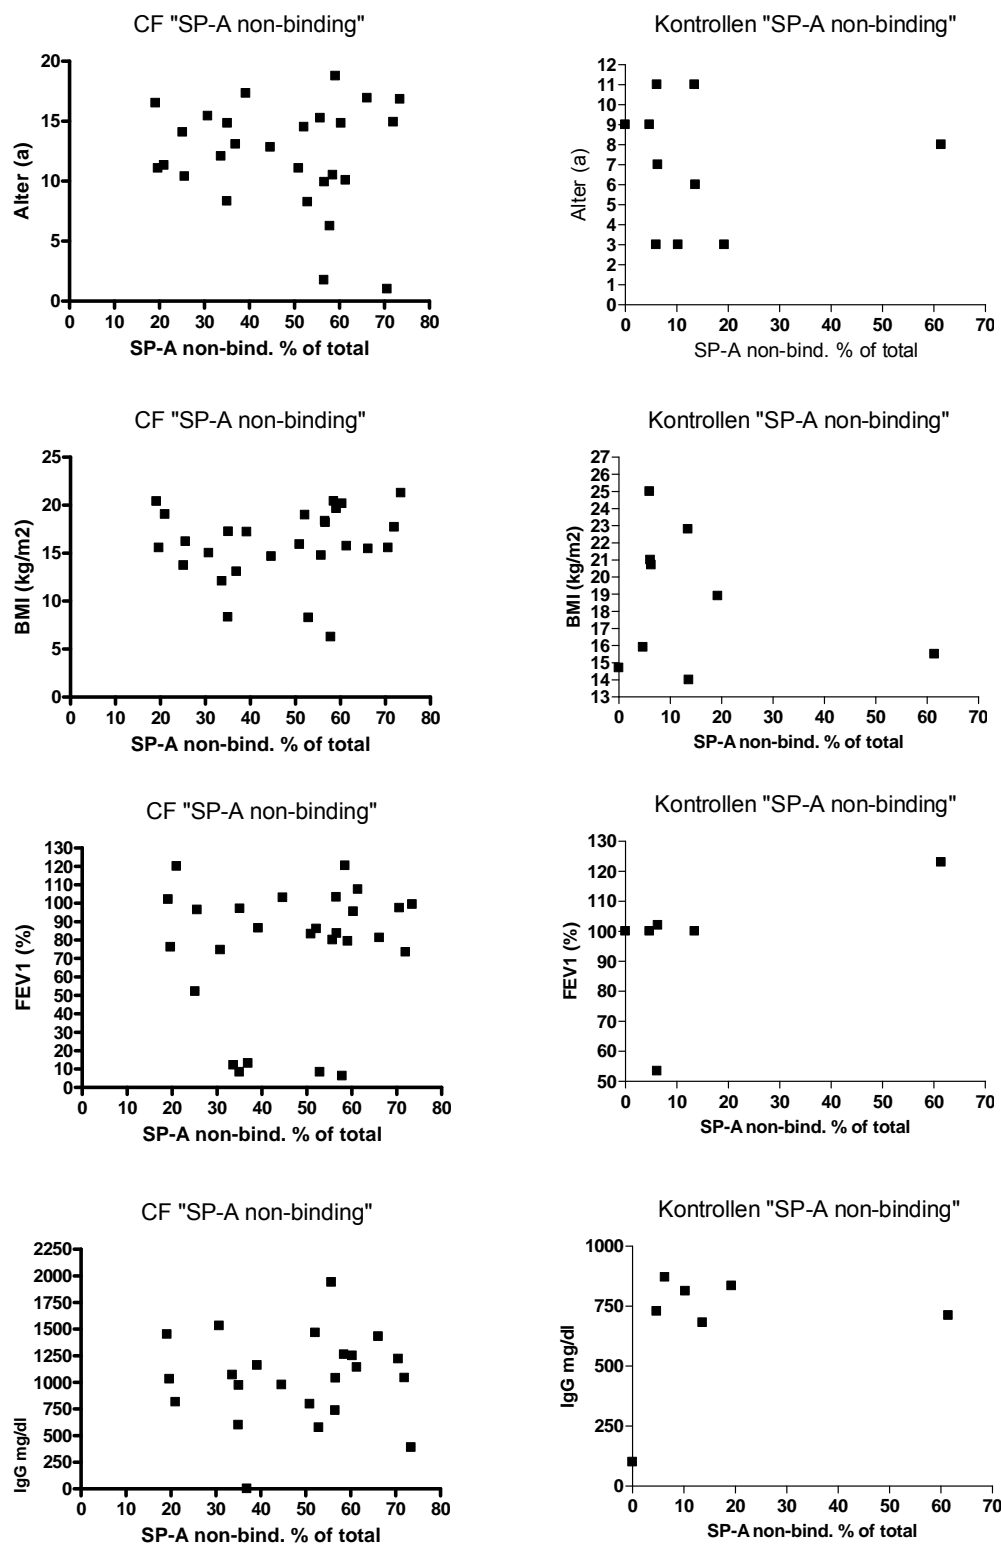 CF "SP-A non-binding"
20
15
10
5
0
Alter (a)
0 10 20 30 40 50 60 70 80
SP-A non-bind. % of total
Kontrollen "SP-A non-binding"
12
11
10
9
8
7
6
5
4
3
2
1
0
Alter (a)
0 10 20 30 40 50 60 70
SP-A non-bind. % of total
CF "SP-A non-binding"
25
20
15
10
5
0
BMI (kg/m2)
0 10 20 30 40 50 60 70 80
SP-A non-bind. % of total
Kontrollen "SP-A non-binding"
27
26
25
24
23
22
21
20
19
18
17
16
15
14
13
BMI (kg/m2)
0 10 20 30 40 50 60 70
SP-A non-bind. % of total
CF "SP-A non-binding"
130
120
110
100
90
80
70
60
50
40
30
20
10
0
FEV1 (%)
0 10 20 30 40 50 60 70 80
SP-A non-bind. % of total
Kontrollen "SP-A non-binding"
130
120
110
100
90
80
70
60
50
FEV1 (%)
0 10 20 30 40 50 60 70
SP-A non-bind. % of total
CF "SP-A non-binding"
2250
2000
1750
1500
1250
1000
750
500
250
0
IgG mg/dl
0 10 20 30 40 50 60 70 80
SP-A non-bind. % of total
Kontrollen "SP-A non-binding"
1000
750
500
250
0
IgG mg/dl
0 10 20 30 40 50 60 70
SP-A non-bind. % of total